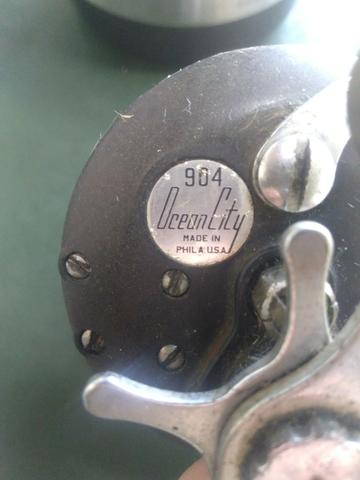 904
Ocean City
MADE IN
PHILA. U.S.A.